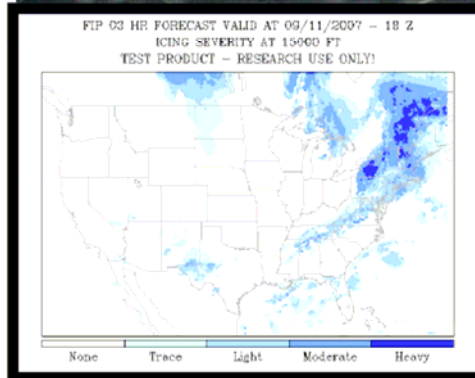 FIP 03 HR FORECAST VALID AT 09/11/2007 - 18 Z
ICING SEVERITY AT 15000 FT
TEST PRODUCT - RESEARCH USE ONLY!
None Trace Light Moderate Heavy